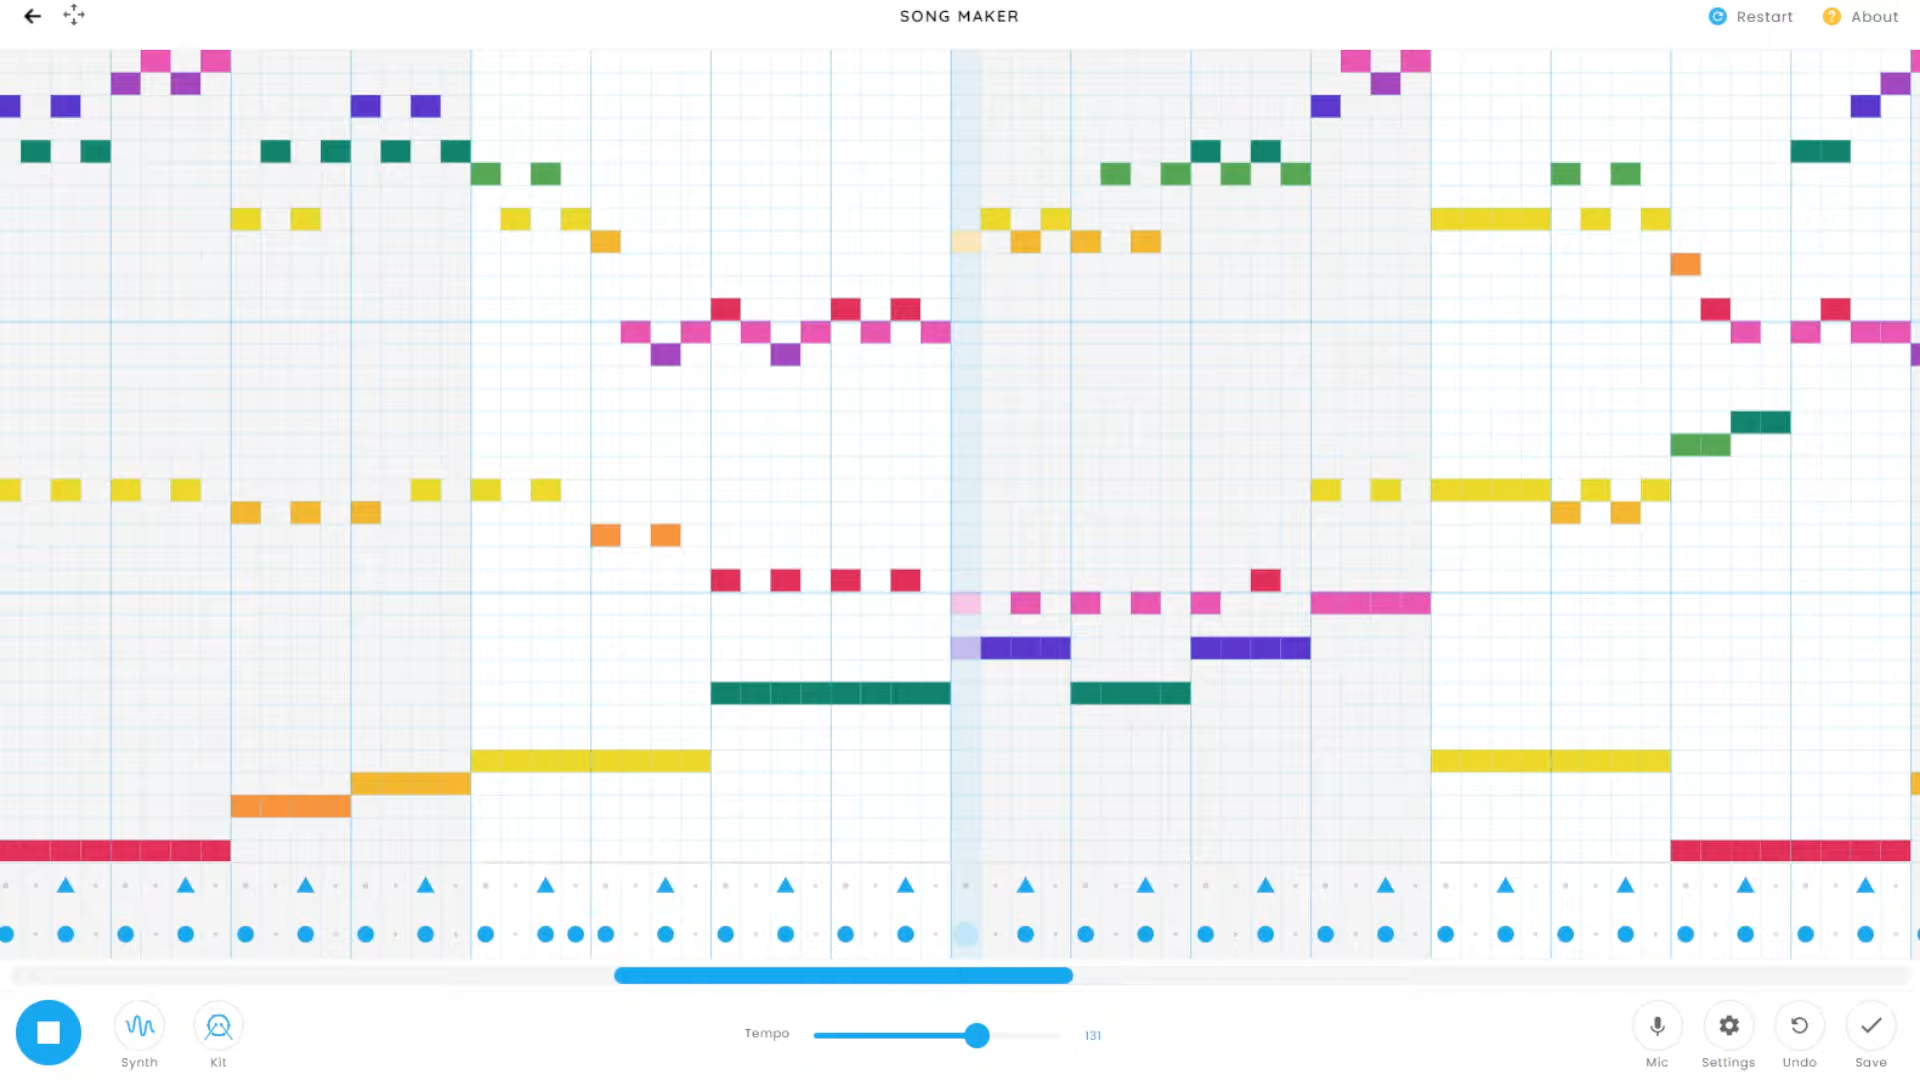 SONG MAKER
Restart
? About
Tempo
131
Synth
Kit
Mic
Settings
Undo
Save